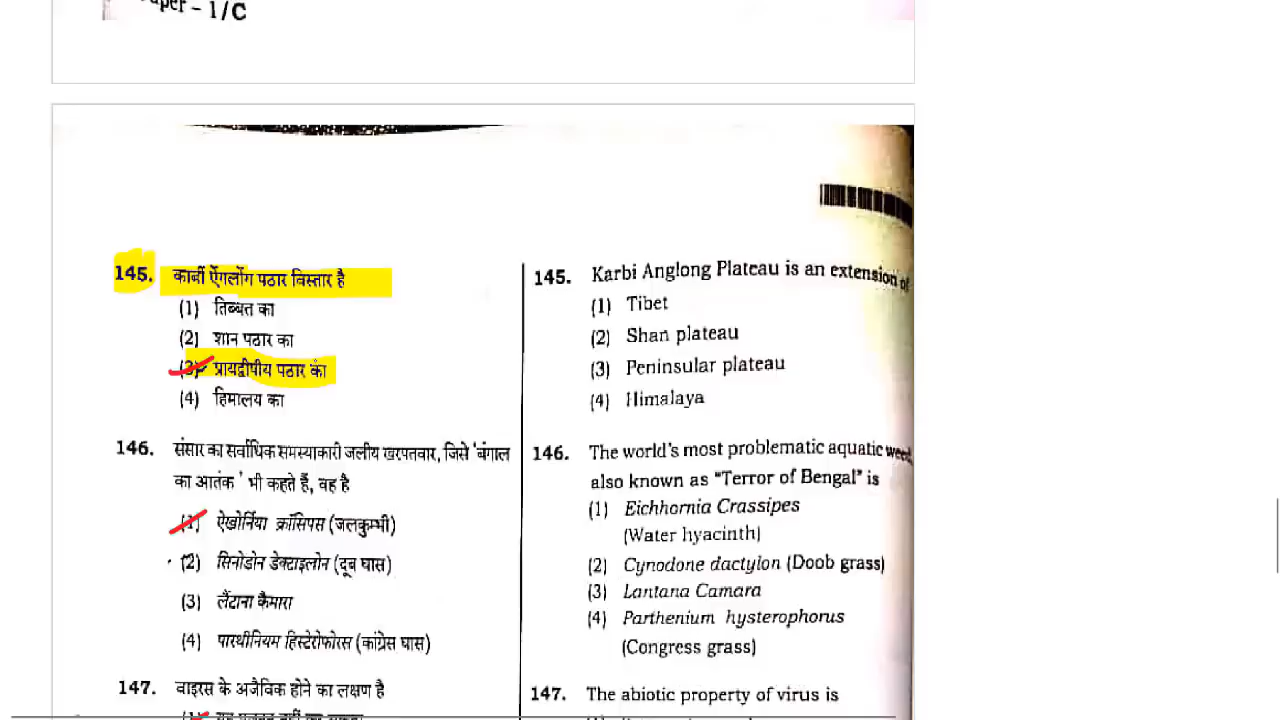 Paper - 1/C
145. कार्बी ऐंगलोंग पठार विस्तार है
(1) तिब्बत का
(2) शान पठार का
(3) प्रायद्वीपीय पठार का
(4) हिमालय का
146. संसार का सर्वाधिक समस्याकारी जलीय खरपतवार, जिसे 'बंगाल
का आतंक' भी कहते हैं, वह है
(1) ऐखोर्निया क्रॉसिपस (जलकुम्भी)
(2) सिनोडोन डेक्टाइलोन (दूब घास)
(3) लैंटाना कैमारा
(4) पारथीनियम हिस्टेरोफोरस (कांग्रेस घास)
147. वाइरस के अजैविक होने का लक्षण है
145. Karbi Anglong Plateau is an extension of
(1) Tibet
(2) Shan plateau
(3) Peninsular plateau
(4) Himalaya
146. The world's most problematic aquatic weed,
also known as "Terror of Bengal" is
(1) Eichhornia Crassipes
(Water hyacinth)
(2) Cynodone dactylon (Doob grass)
(3) Lantana Camara
(4) Parthenium hysterophorus
(Congress grass)
147. The abiotic property of virus is